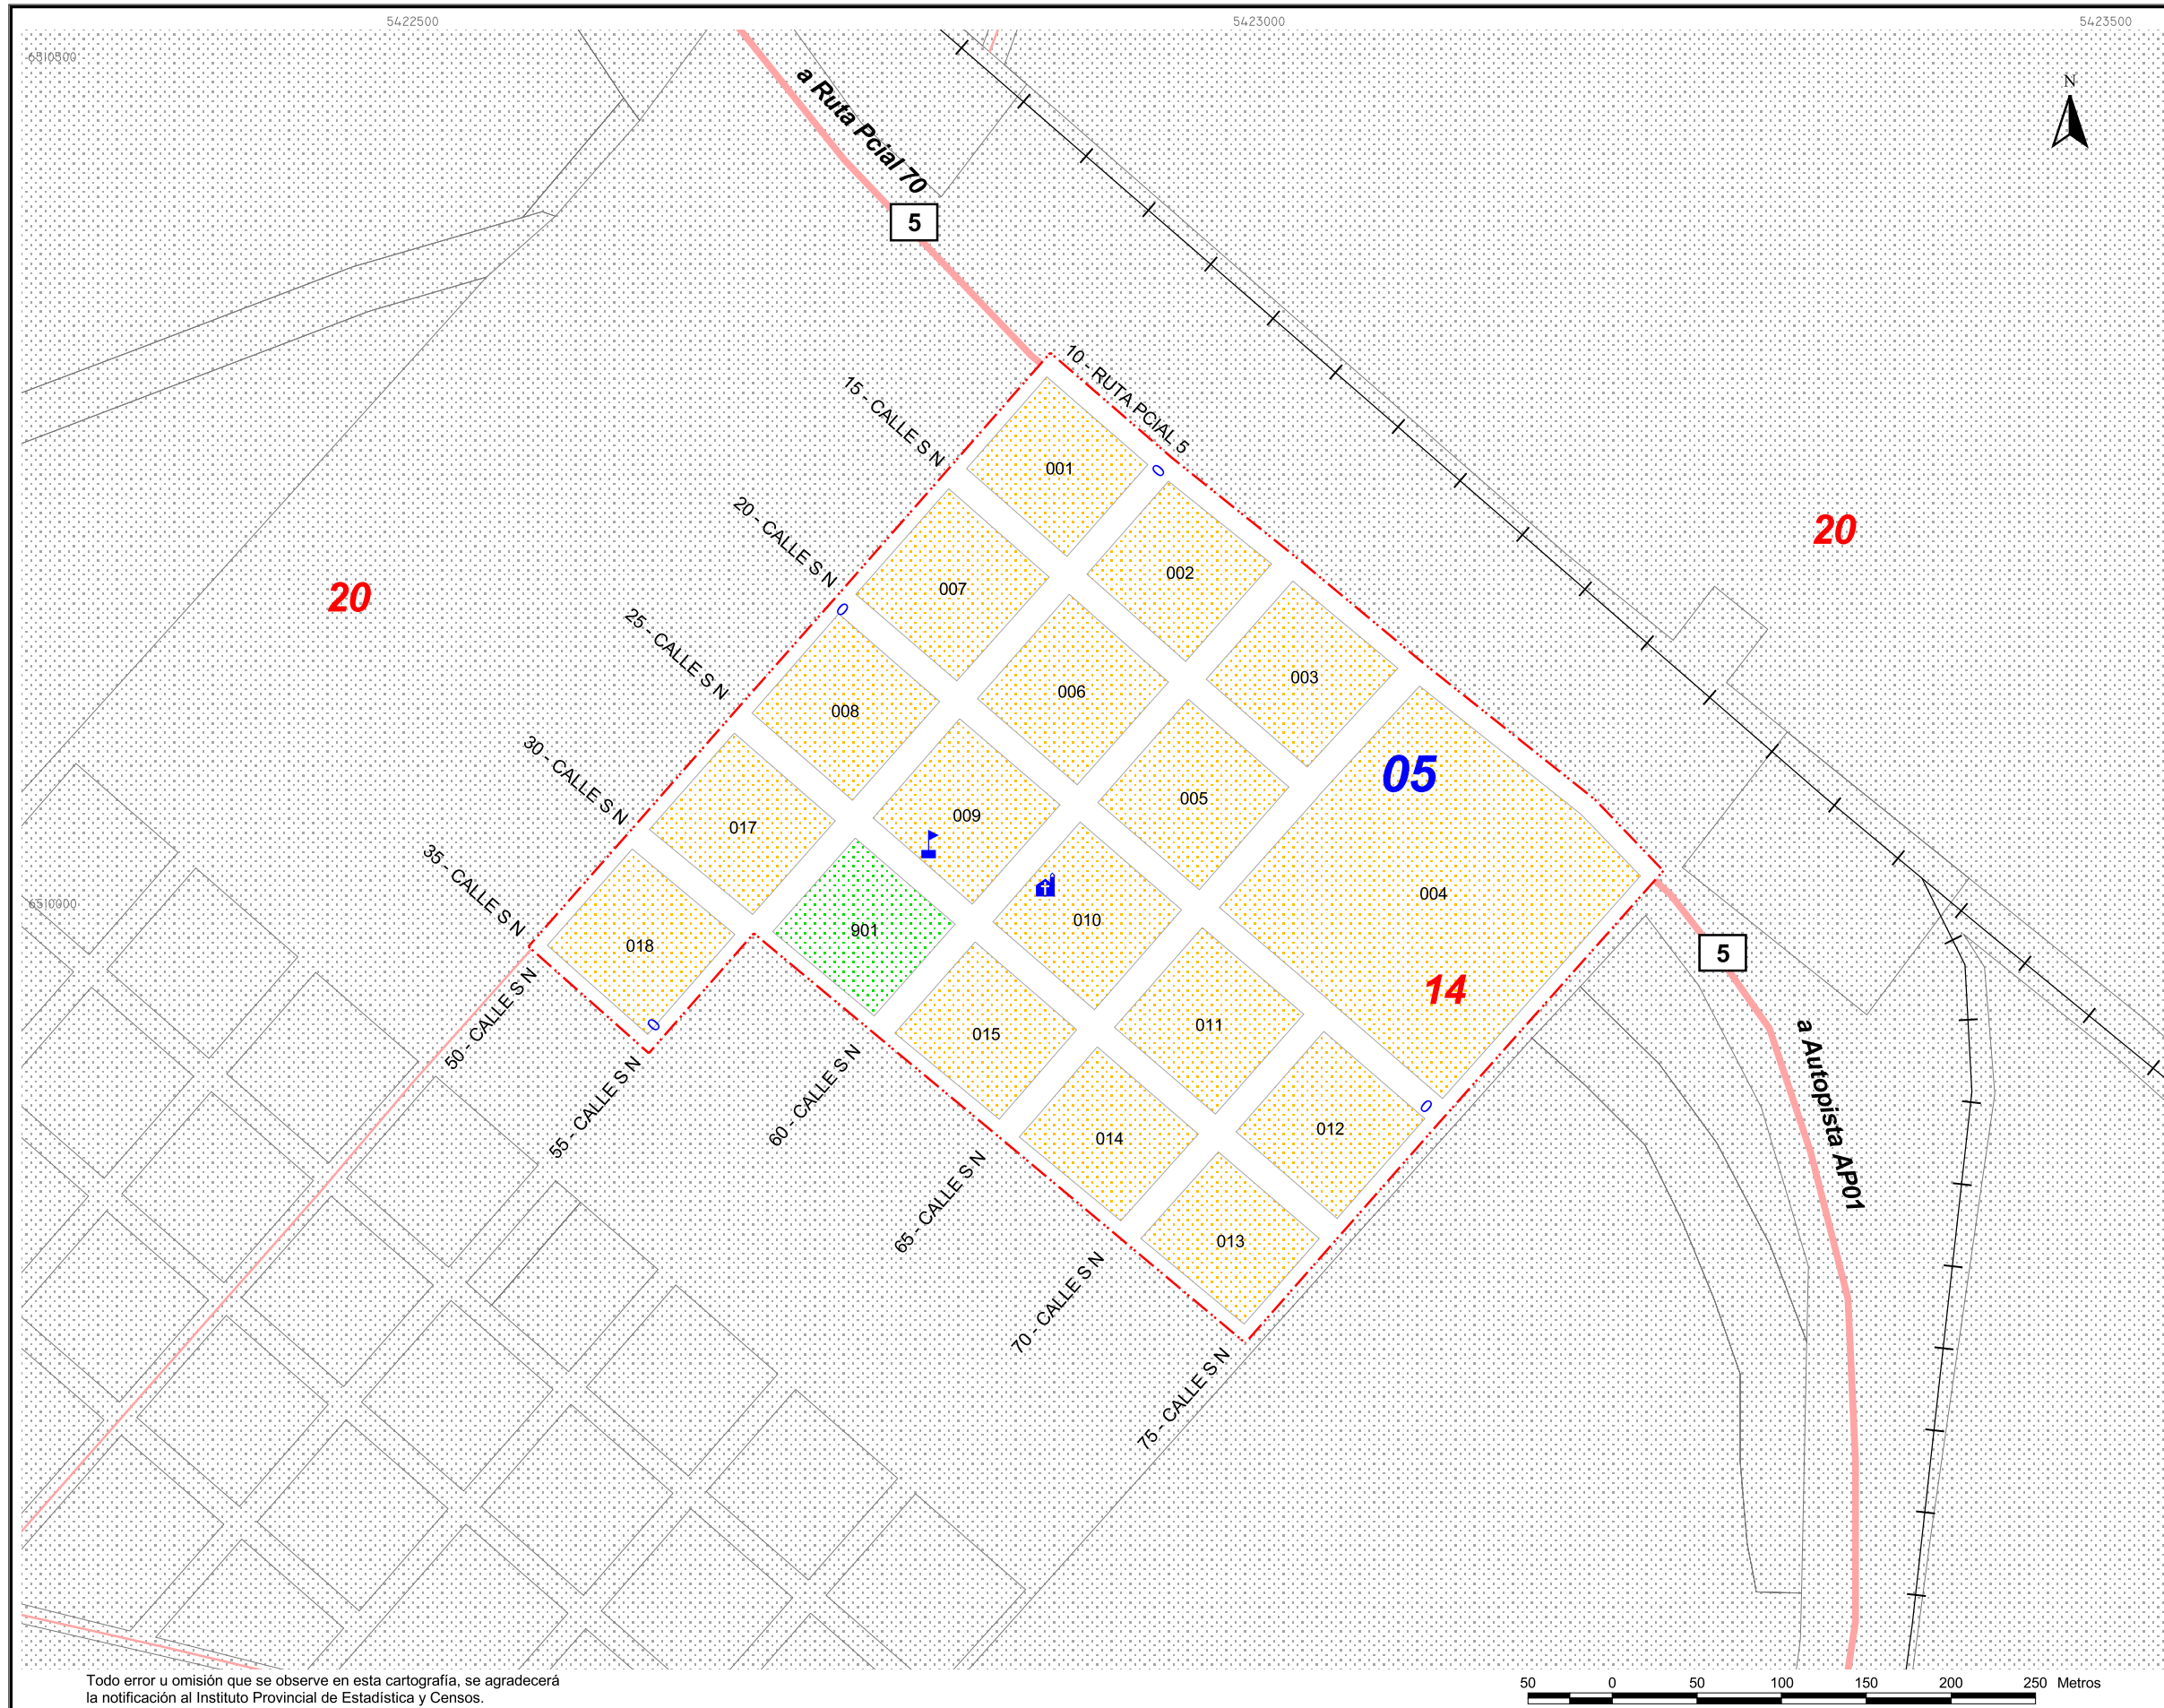 5422500
5423000
5423500
6510500
N
a Ruta Pcial 70
5
10 - RUTA PCIAL 5
15 - CALLE S N
0
001
20 - CALLE S N
20
002
007
20
0
25 - CALLE S N
003
006
008
30 - CALLE S N
05
005
009
017
35 - CALLE S N
004
6510000
010
901
018
5
14
50 - CALLE S N
0
011
015
a Autopista AP01
55 - CALLE S N
60 - CALLE S N
0
012
014
65 - CALLE S N
013
70 - CALLE S N
75 - CALLE S N
Todo error u omisión que se observe en esta cartografía, se agradecerá
la notificación al Instituto Provincial de Estadística y Censos.
50 0 50 100 150 200 250 Metros